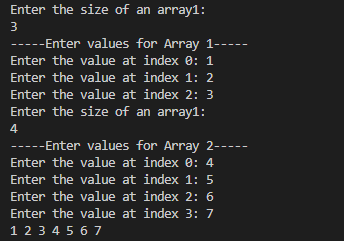 Enter the size of an array1:
3
-----Enter values for Array 1-----
Enter the value at index 0: 1
Enter the value at index 1: 2
Enter the value at index 2: 3
Enter the size of an array1:
4
-----Enter values for Array 2-----
Enter the value at index 0: 4
Enter the value at index 1: 5
Enter the value at index 2: 6
Enter the value at index 3: 7
1 2 3 4 5 6 7